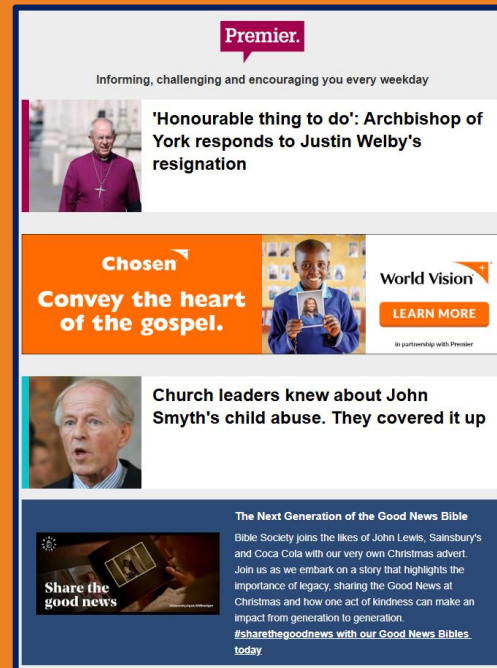 Premier.
Informing, challenging and encouraging you every weekday
'Honourable thing to do': Archbishop of
York responds to Justin Welby's
resignation
Chosen
Convey the heart
of the gospel.
World Vision
LEARN MORE
in partnership with Premier
Church leaders knew about John
Smyth's child abuse. They covered it up
The Next Generation of the Good News Bible
Bible Society joins the likes of John Lewis, Sainsbury's
and Coca Cola with our very own Christmas advert.
Join us as we embark on a story that highlights the
importance of legacy, sharing the Good News at
Christmas and how one act of kindness can make an
impact from generation to generation.
#sharethegoodnews with our Good News Bibles
today
Share the
good news